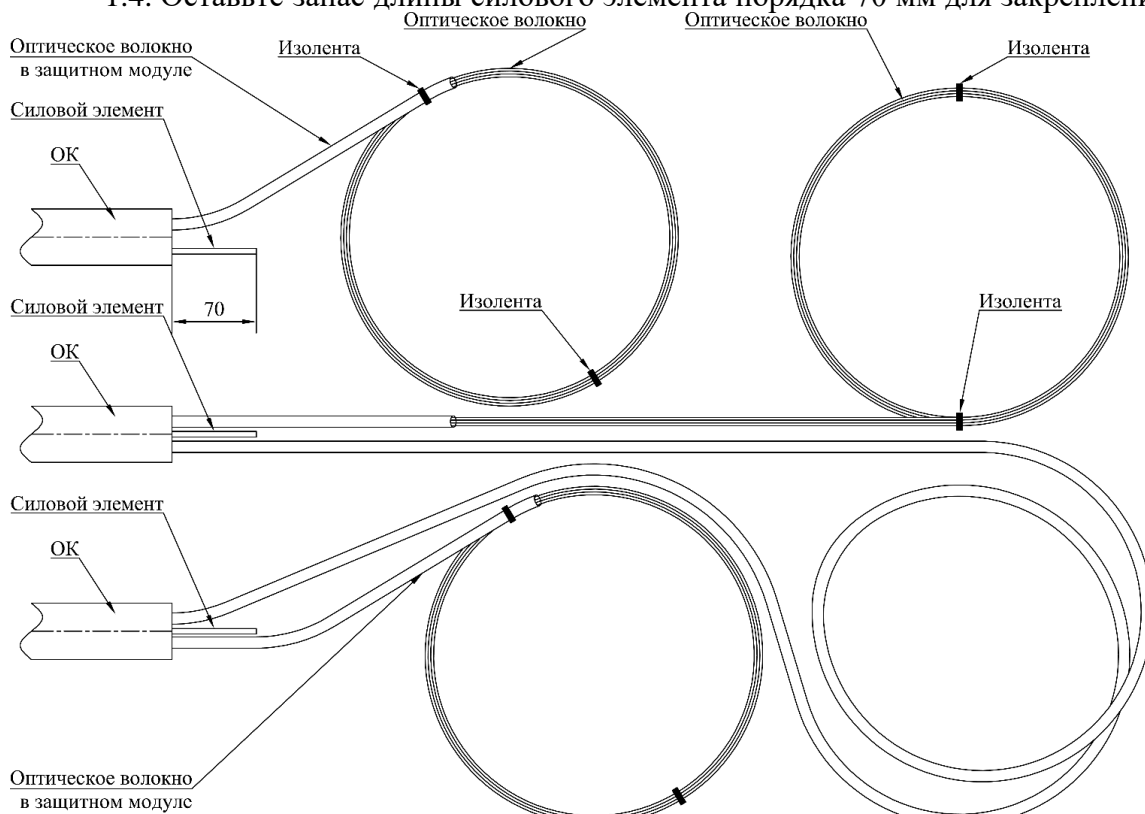 1.4. Оставьте запас длины силового элемента порядка 70 мм для закреплени
Оптическое волокно
Оптическое волокно
Оптическое волокно
в защитном модуле
Изолента
Изолента
Силовой элемент
ОК
Силовой элемент
70
Изолента
Изолента
ОК
Силовой элемент
ОК
Оптическое волокно
в защитном модуле